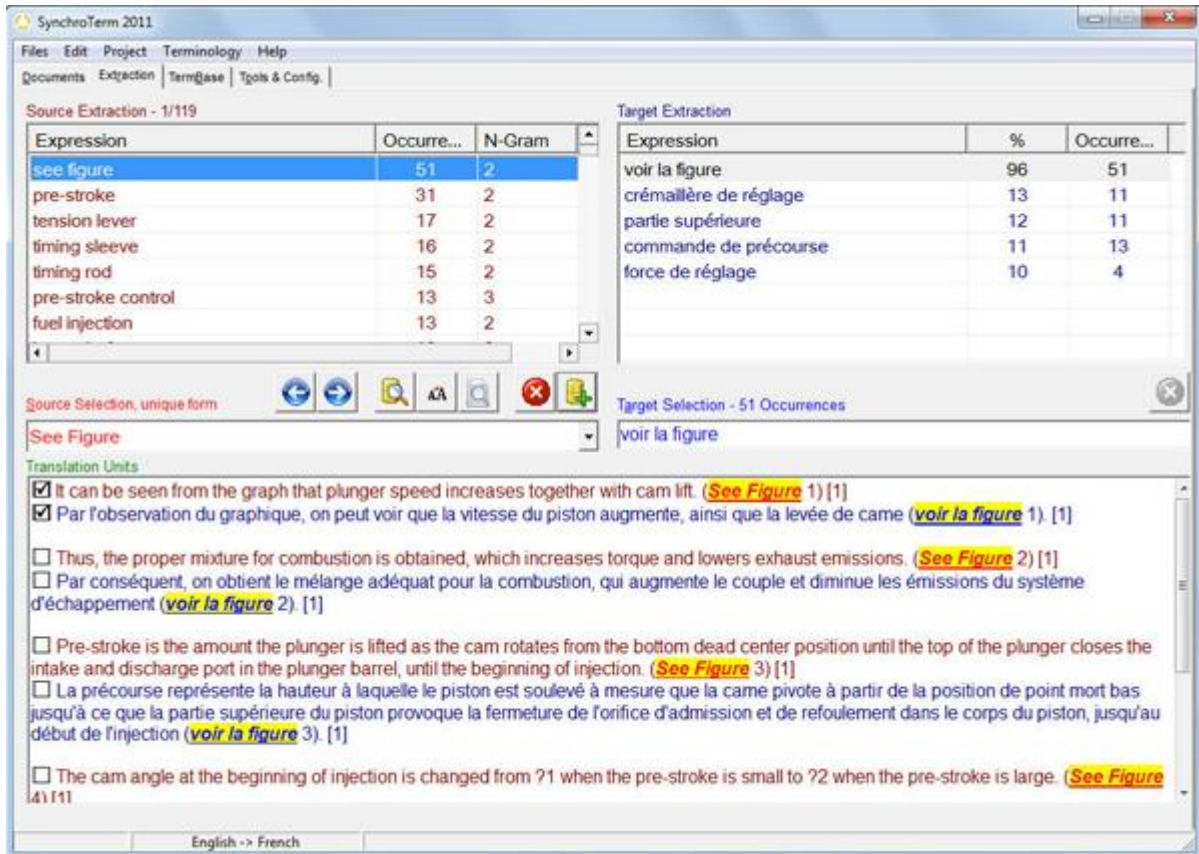 SynchroTerm 2011
Files Edit Project Terminology Help
Documents Extraction TermBase Tools & Config.
Source Extraction - 1/119
Expression Occurre... N-Gram
see figure 51 2
pre-stroke 31 2
tension lever 17 2
timing sleeve 16 2
timing rod 15 2
pre-stroke control 13 3
fuel injection 13 2
Target Extraction
Expression % Occurre...
voir la figure 96 51
crémaillère de réglage 13 11
partie supérieure 12 11
commande de précourse 11 13
force de réglage 10 4
Source Selection, unique form
See Figure
Target Selection - 51 Occurrences
voir la figure
Translation Units
It can be seen from the graph that plunger speed increases together with cam lift. (See Figure 1) [1]
Par l'observation du graphique, on peut voir que la vitesse du piston augmente, ainsi que la levée de came (voir la figure 1). [1]
Thus, the proper mixture for combustion is obtained, which increases torque and lowers exhaust emissions. (See Figure 2) [1]
Par conséquent, on obtient le mélange adéquat pour la combustion, qui augmente le couple et diminue les émissions du système
d'échappement (voir la figure 2). [1]
Pre-stroke is the amount the plunger is lifted as the cam rotates from the bottom dead center position until the top of the plunger closes the
intake and discharge port in the plunger barrel, until the beginning of injection. (See Figure 3) [1]
La précourse représente la hauteur à laquelle le piston est soulevé à mesure que la came pivote à partir de la position de point mort bas
jusqu'à ce que la partie supérieure du piston provoque la fermeture de l'orifice d'admission et de refoulement dans le corps du piston, jusqu'au
début de l'injection (voir la figure 3). [1]
The cam angle at the beginning of injection is changed from ?1 when the pre-stroke is small to ?2 when the pre-stroke is large. (See Figure
4) [1]
English -> French